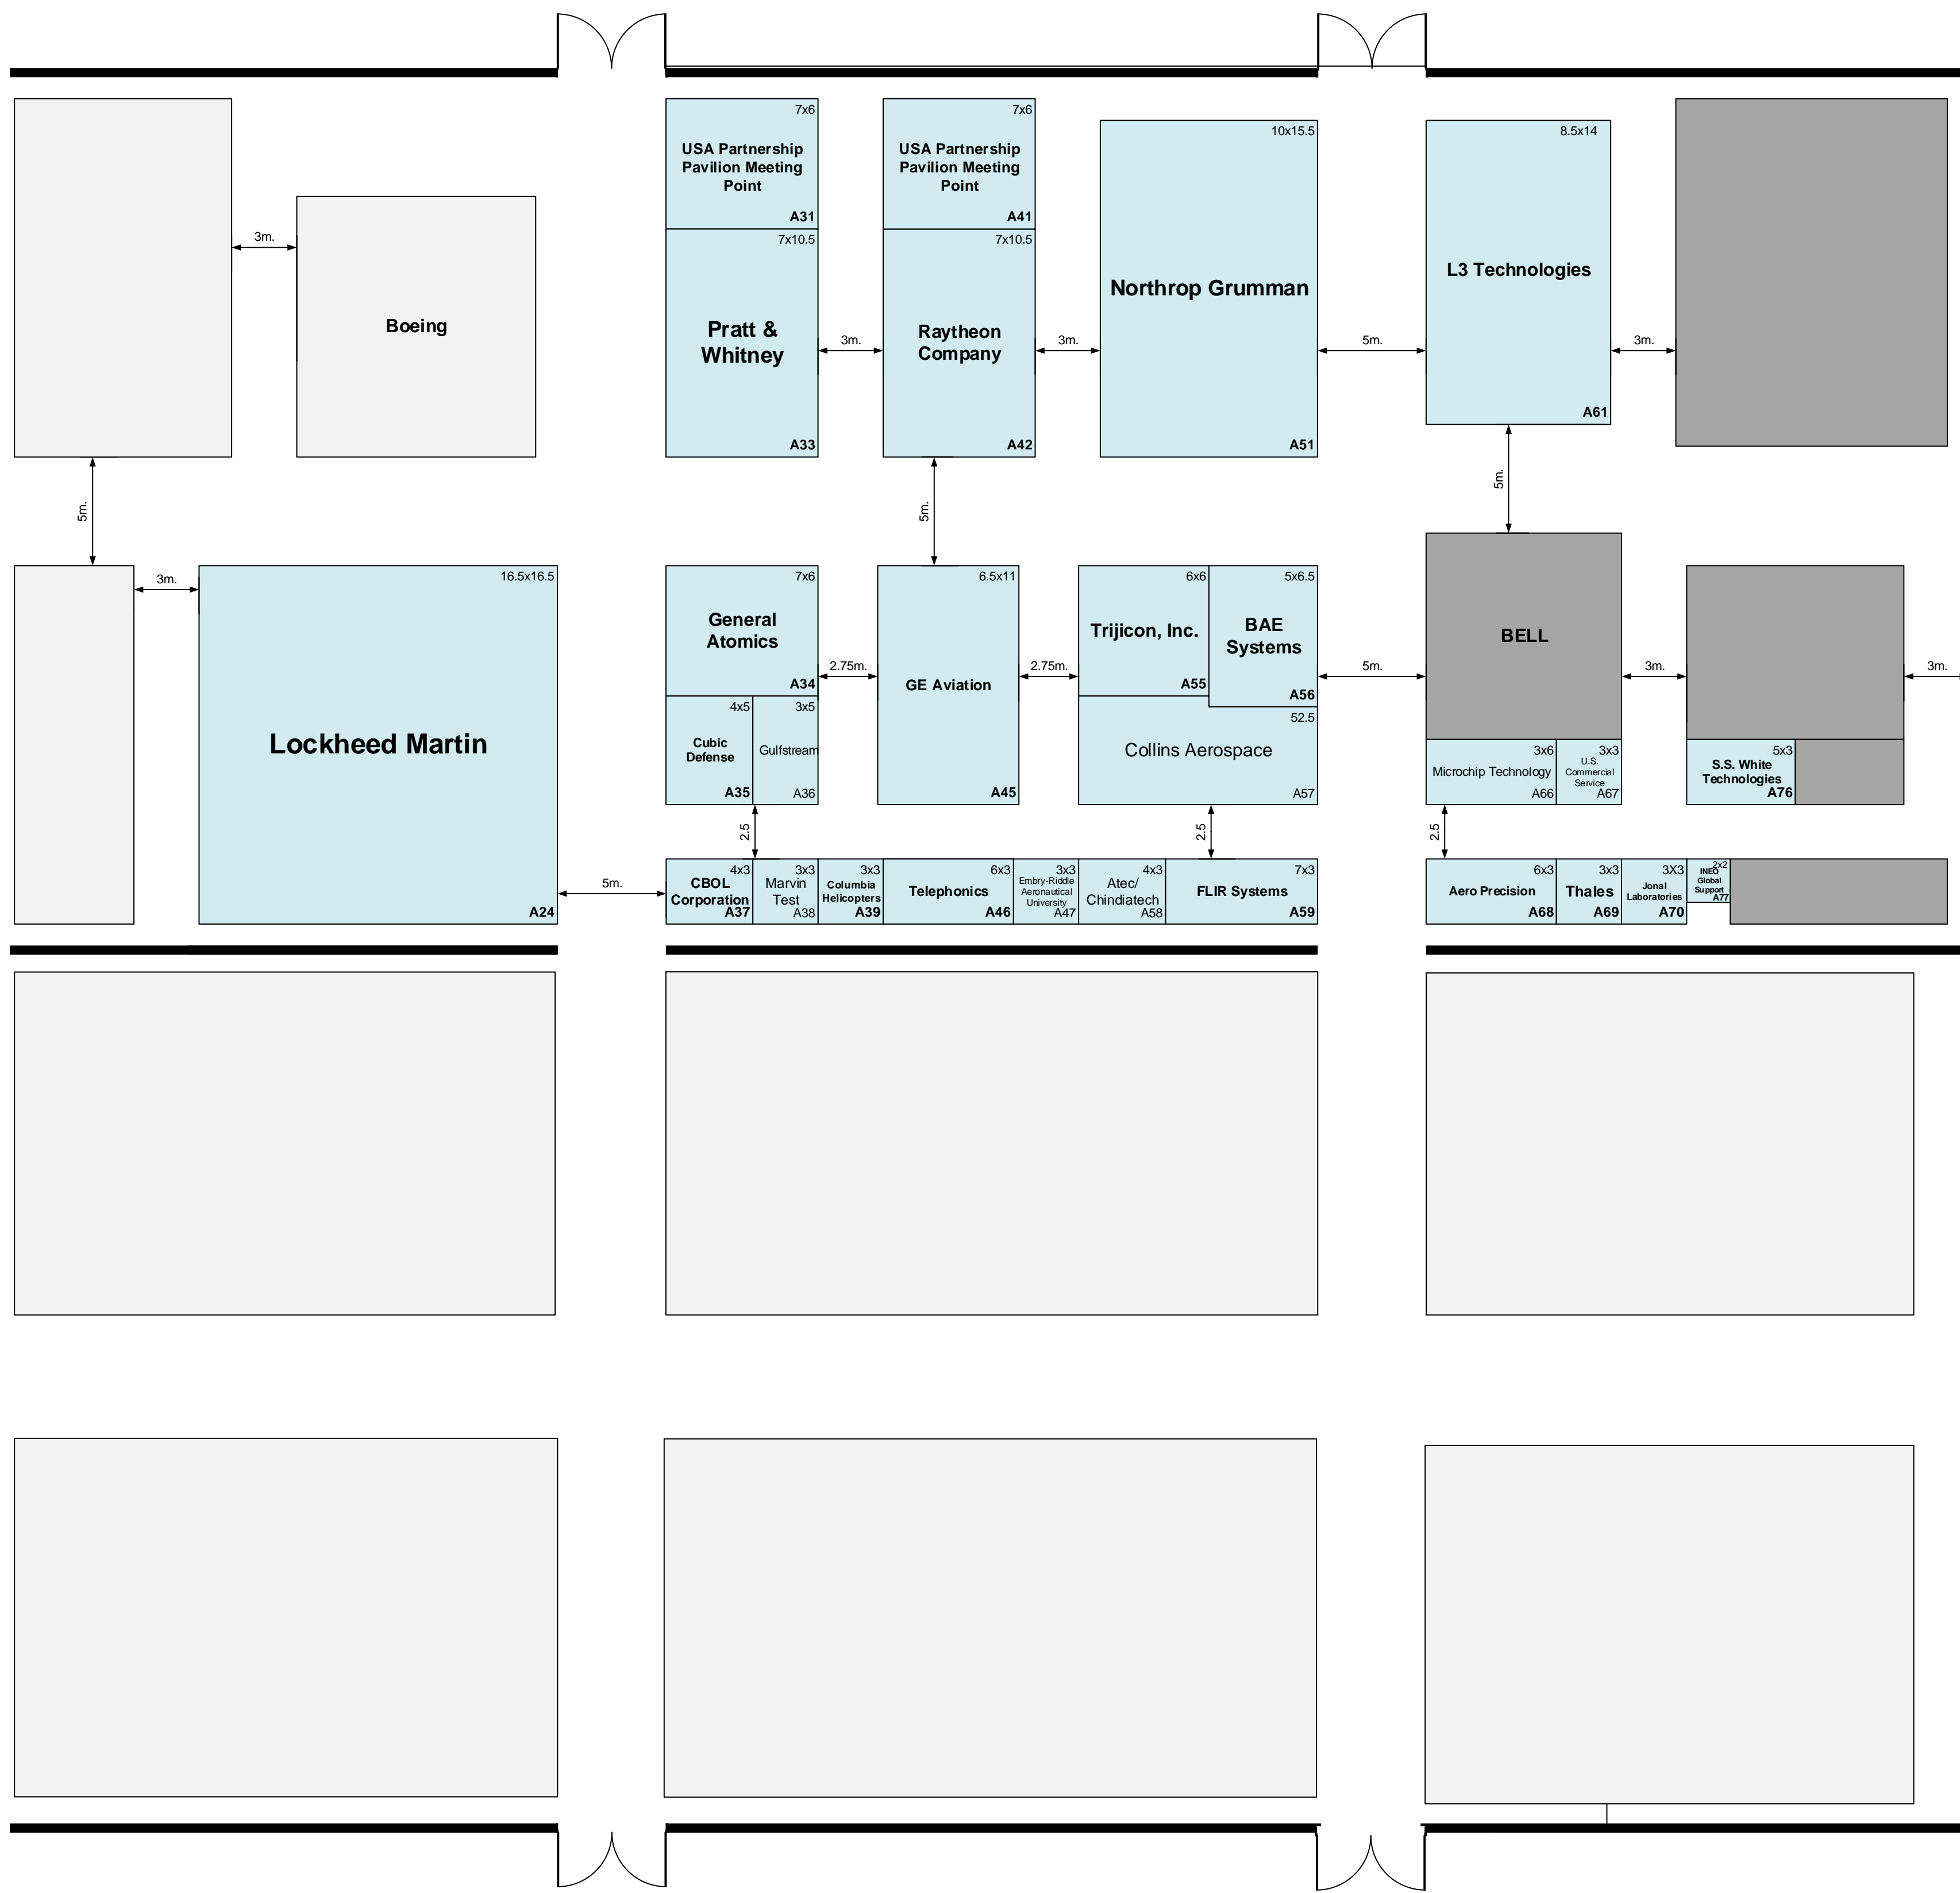 7x6
USA Partnership
Pavilion Meeting
Point
A31
7x6
USA Partnership
Pavilion Meeting
Point
A41
10x15.5
Northrop Grumman
A51
8.5x14
L3 Technologies
A61
3m.
Boeing
7x10.5
Pratt &
Whitney
A33
3m.
7x10.5
Raytheon
Company
A42
3m.
5m.
3m.
5m.
5m.
5m.
3m.
16.5x16.5
Lockheed Martin
A24
7x6
General
Atomics
A34
2.75m.
6.5x11
GE Aviation
A45
2.75m.
6x6
Trijicon, Inc.
A55
5x6.5
BAE
Systems
A56
5m.
BELL
3m.
3m.
4x5
Cubic
Defense
A35
3x5
Gulfstream
A36
52.5
Collins Aerospace
A57
3x6
Microchip Technology
A66
3x3
U.S.
Commercial
Service
A67
5x3
S.S. White
Technologies
A76
2.5
2.5
2.5
5m.
4x3
CBOL
Corporation
A37
3x3
Marvin
Test
A38
3x3
Columbia
Helicopters
A39
6x3
Telephonics
A46
3x3
Embry-Riddle
Aeronautical
University
A47
4x3
Atec/
Chindiatech
A58
7x3
FLIR Systems
A59
6x3
Aero Precision
A68
3x3
Thales
A69
3X3
Jonal
Laboratories
A70
2x2
INEO
Global
Support
A77